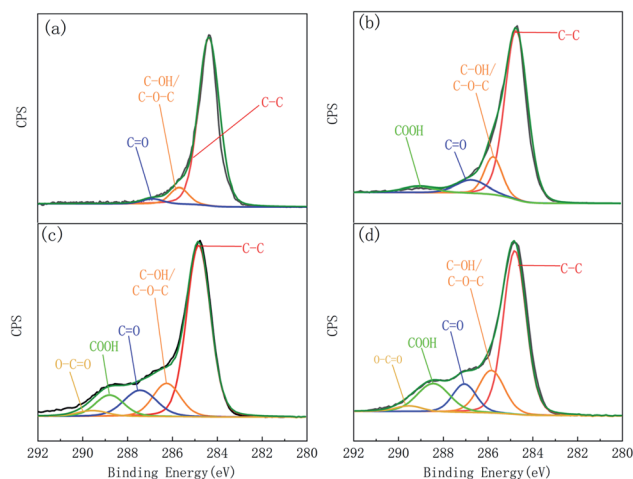 (a)
C-OH/
C-O-C
C-C
C=O
CPS
(b)
C-C
C-OH/
C-O-C
COOH
C=O
CPS
(c)
C-C
C-OH/
C-O-C
C=O
COOH
O-C=O
CPS
292 290 288 286 284 282 280
Binding Energy(eV)
(d)
C-OH/
C-O-C
C-C
C=O
COOH
O-C=O
CPS
292 290 288 286 284 282 280
Binding Energy(eV)